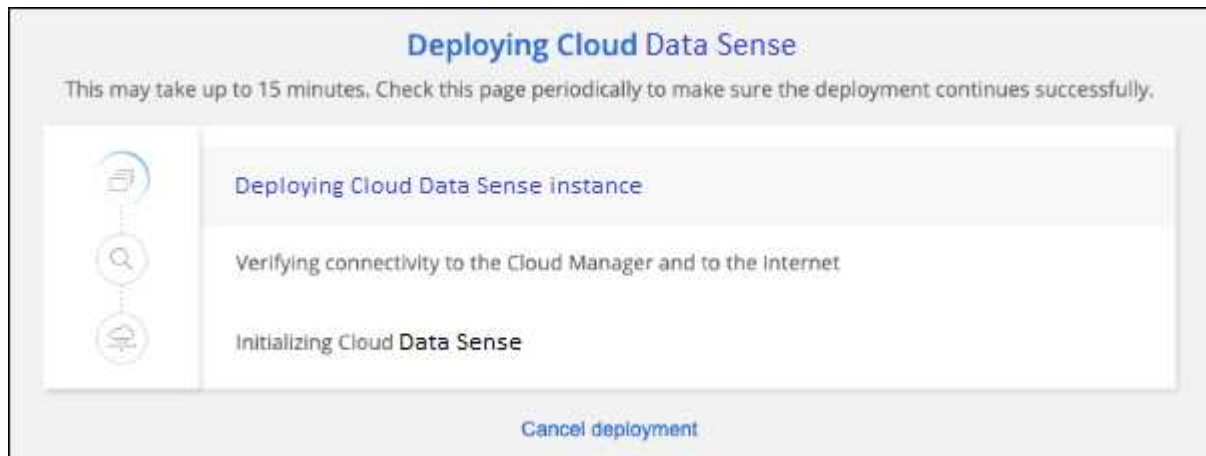 Deploying Cloud Data Sense
This may take up to 15 minutes. Check this page periodically to make sure the deployment continues successfully.
Deploying Cloud Data Sense instance
Verifying connectivity to the Cloud Manager and to the Internet
Initializing Cloud Data Sense
Cancel deployment